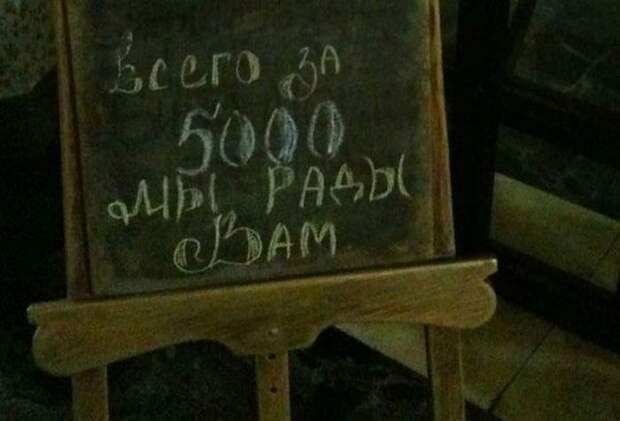 Всего за
5000
мы рады
Вам